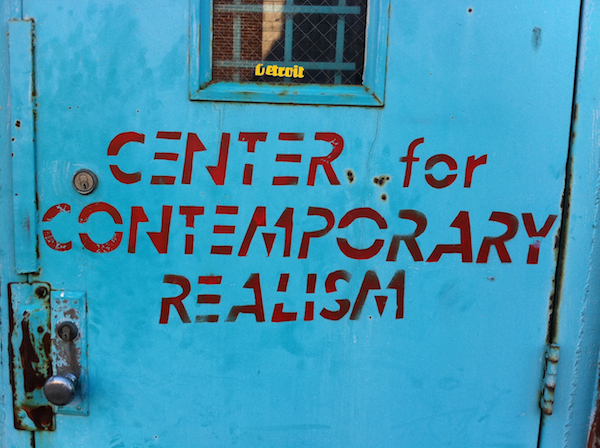 Detroit
CENTER for
CONTEMPORARY
REALISM